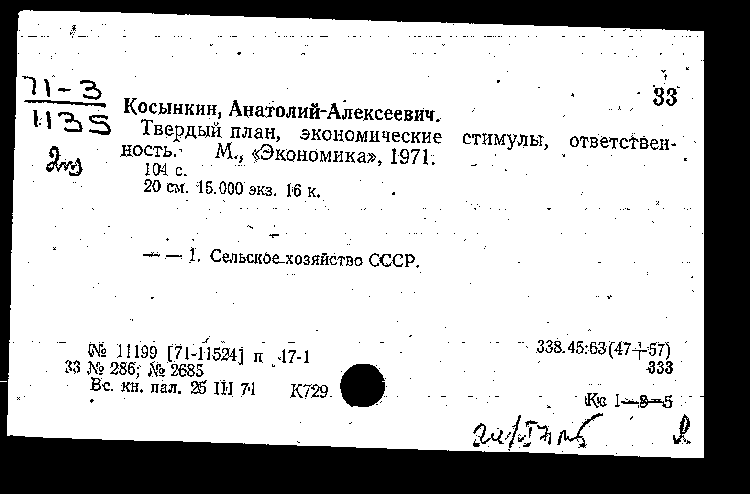 71-3
1135
33
Косынкин, Анатолий Алексеевич.
Твердый план, экономические стимулы, ответствен-
ность. М., «Экономика», 1971.
104 с.
20 см. 15.000 экз. 16 к.
— — 1. Сельское хозяйство СССР.
№ 11199 [71-11524] п 17-1
33 № 286; № 2685
Вс. кн. пал. 25 III 71 К729
338.45:63(47+57)
333
Кс 1—8—5